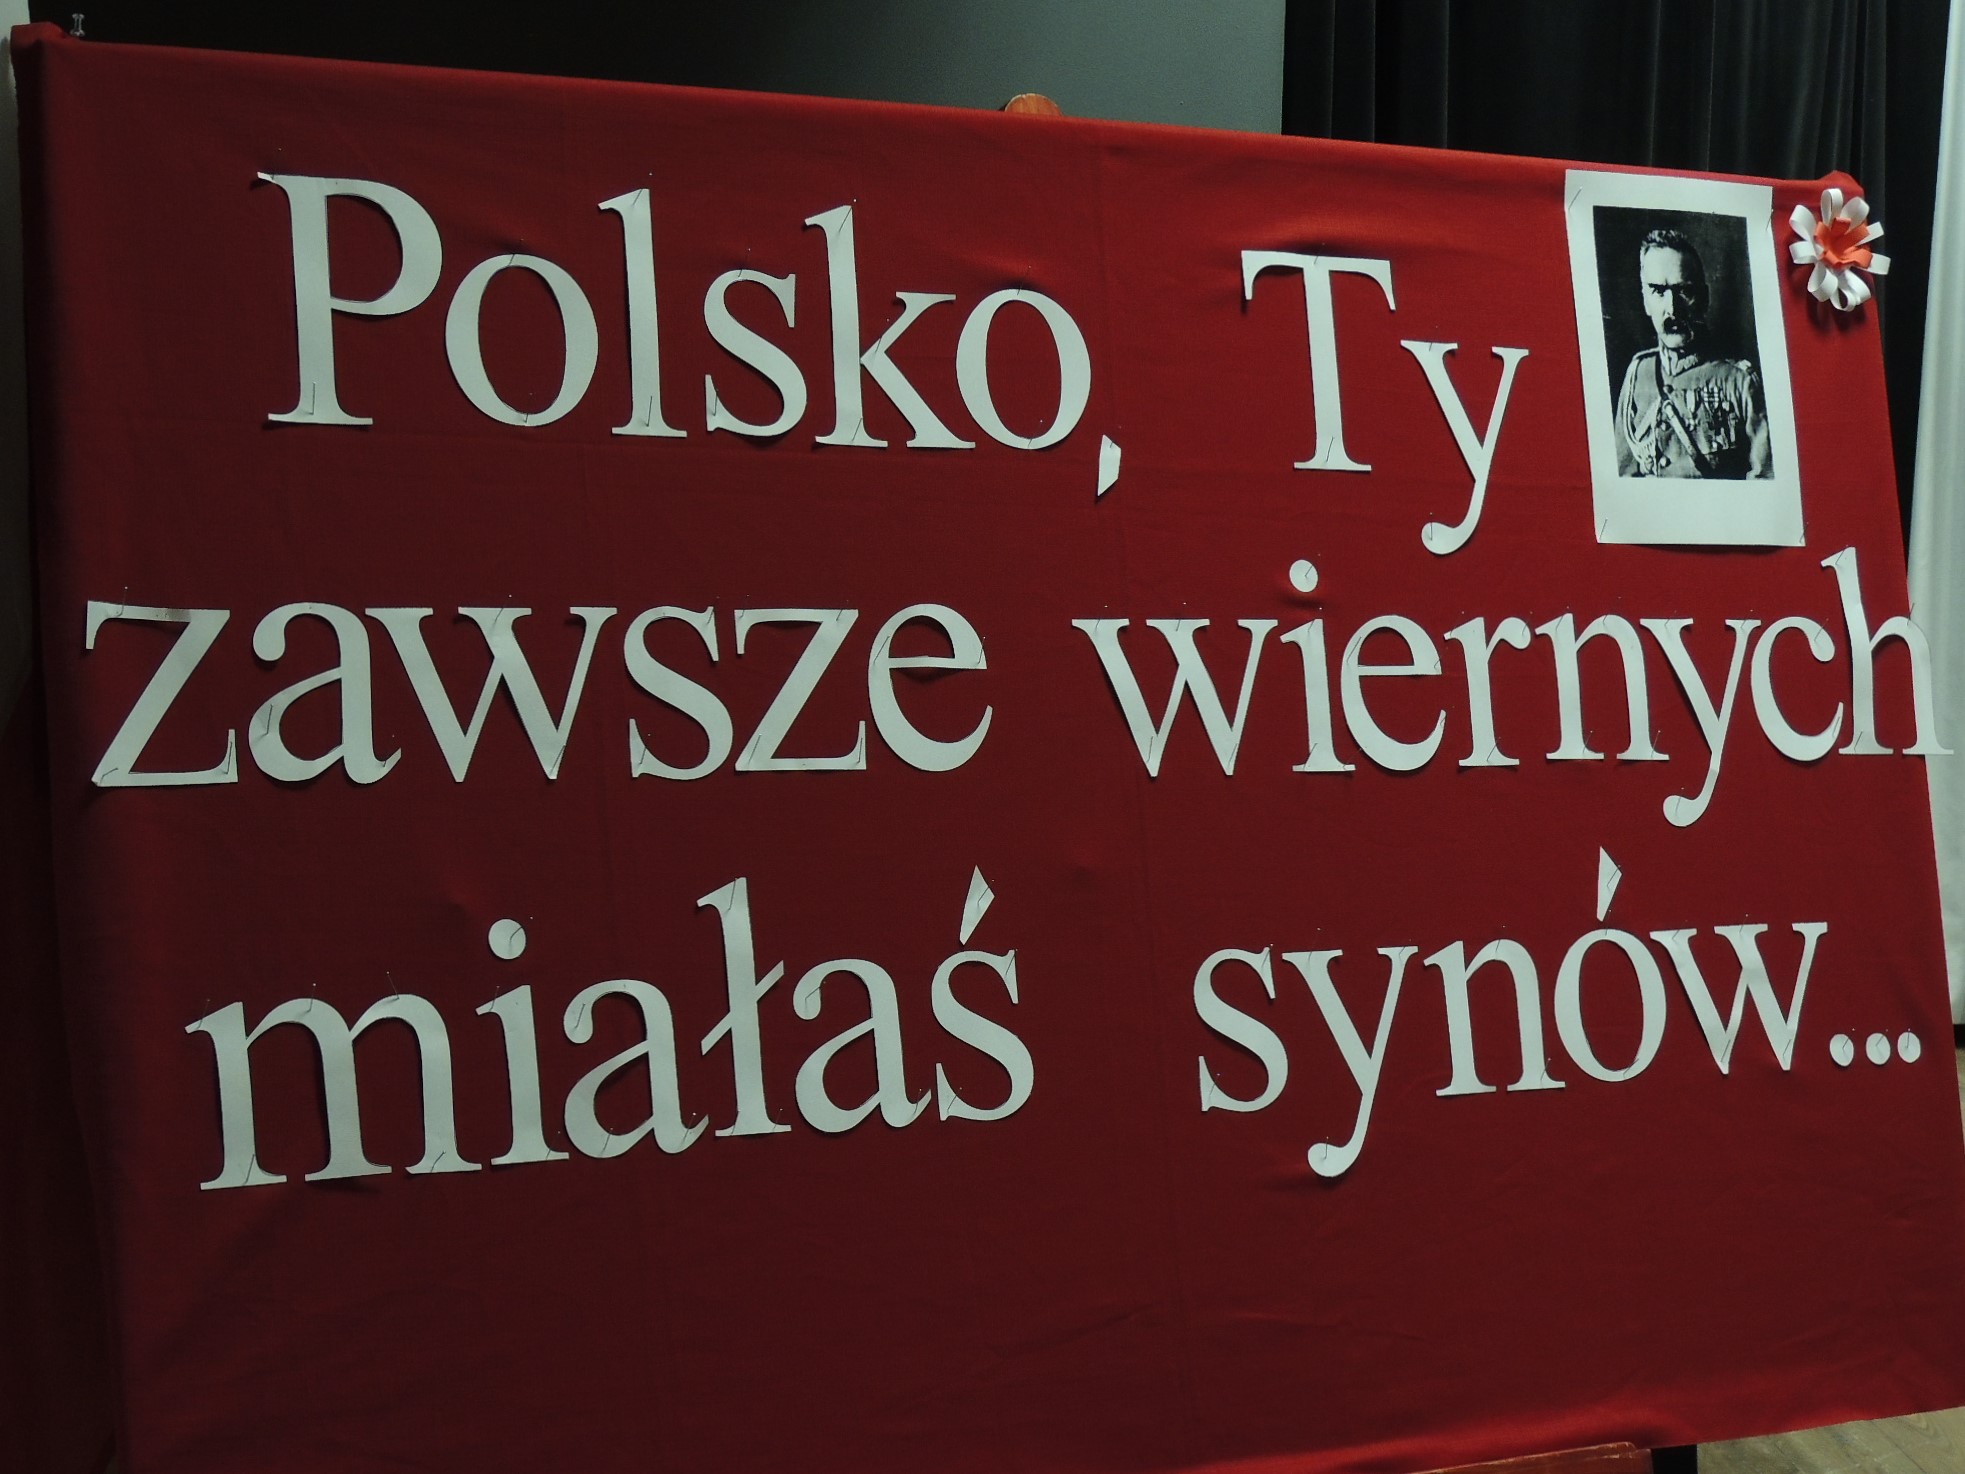 Polsko, Ty
zawsze wiernych
miałaś synów...